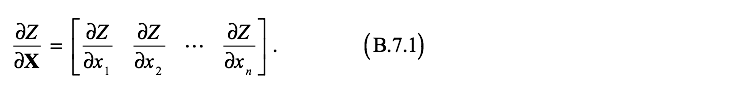 ∂Z/∂𝐗 = [ ∂Z/∂x₁ ∂Z/∂x₂ ⋯ ∂Z/∂xₙ ]. (B.7.1)